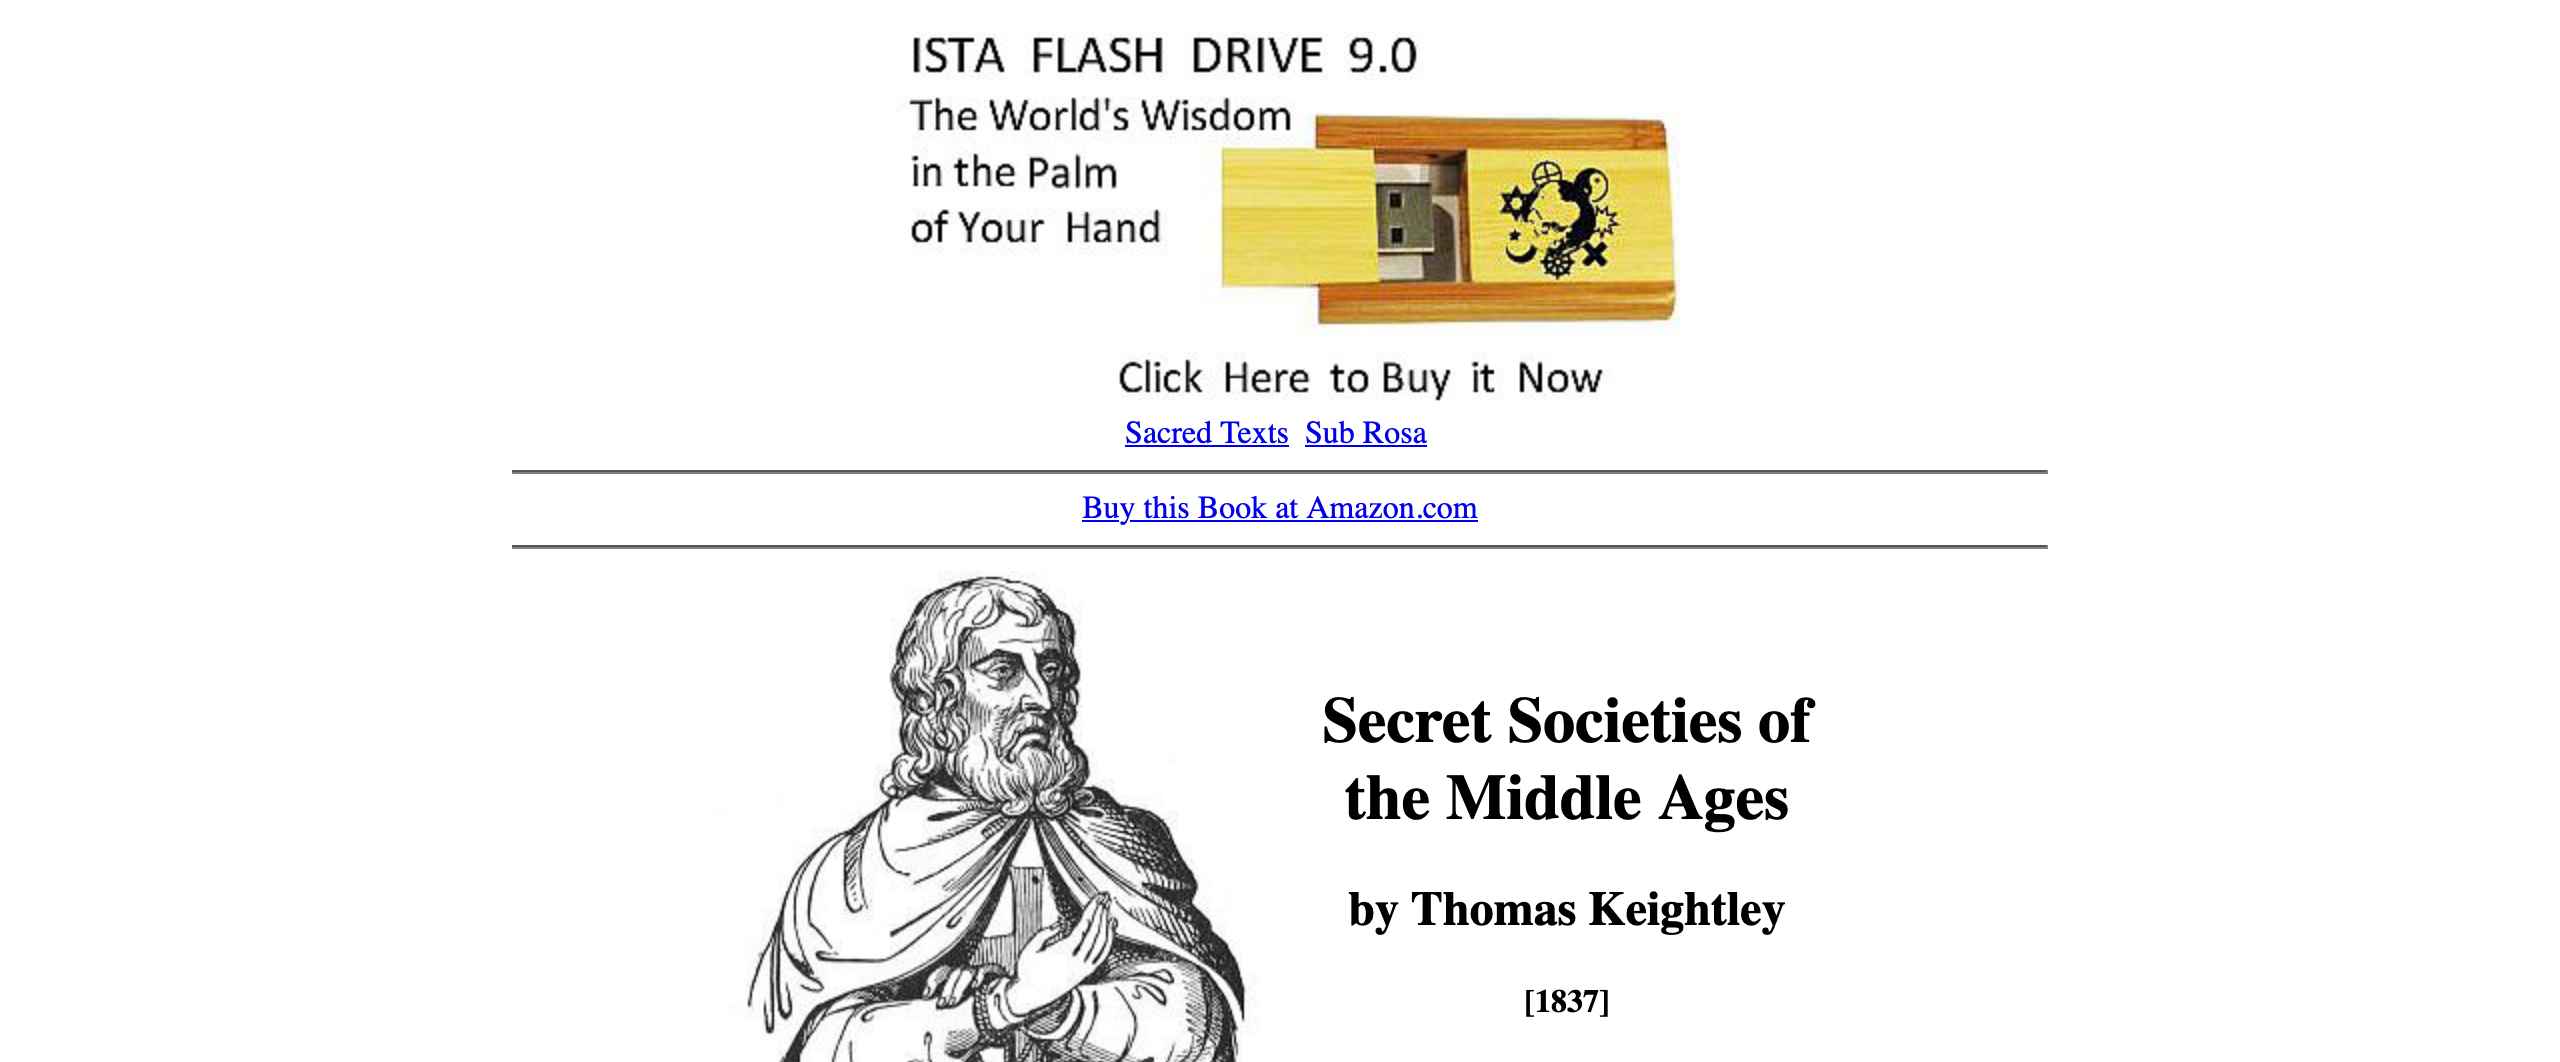 ISTA FLASH DRIVE 9.0
The World's Wisdom
in the Palm
of Your Hand
Click Here to Buy it Now
Sacred Texts Sub Rosa
Buy this Book at Amazon.com
Secret Societies of
the Middle Ages
by Thomas Keightley
[1837]